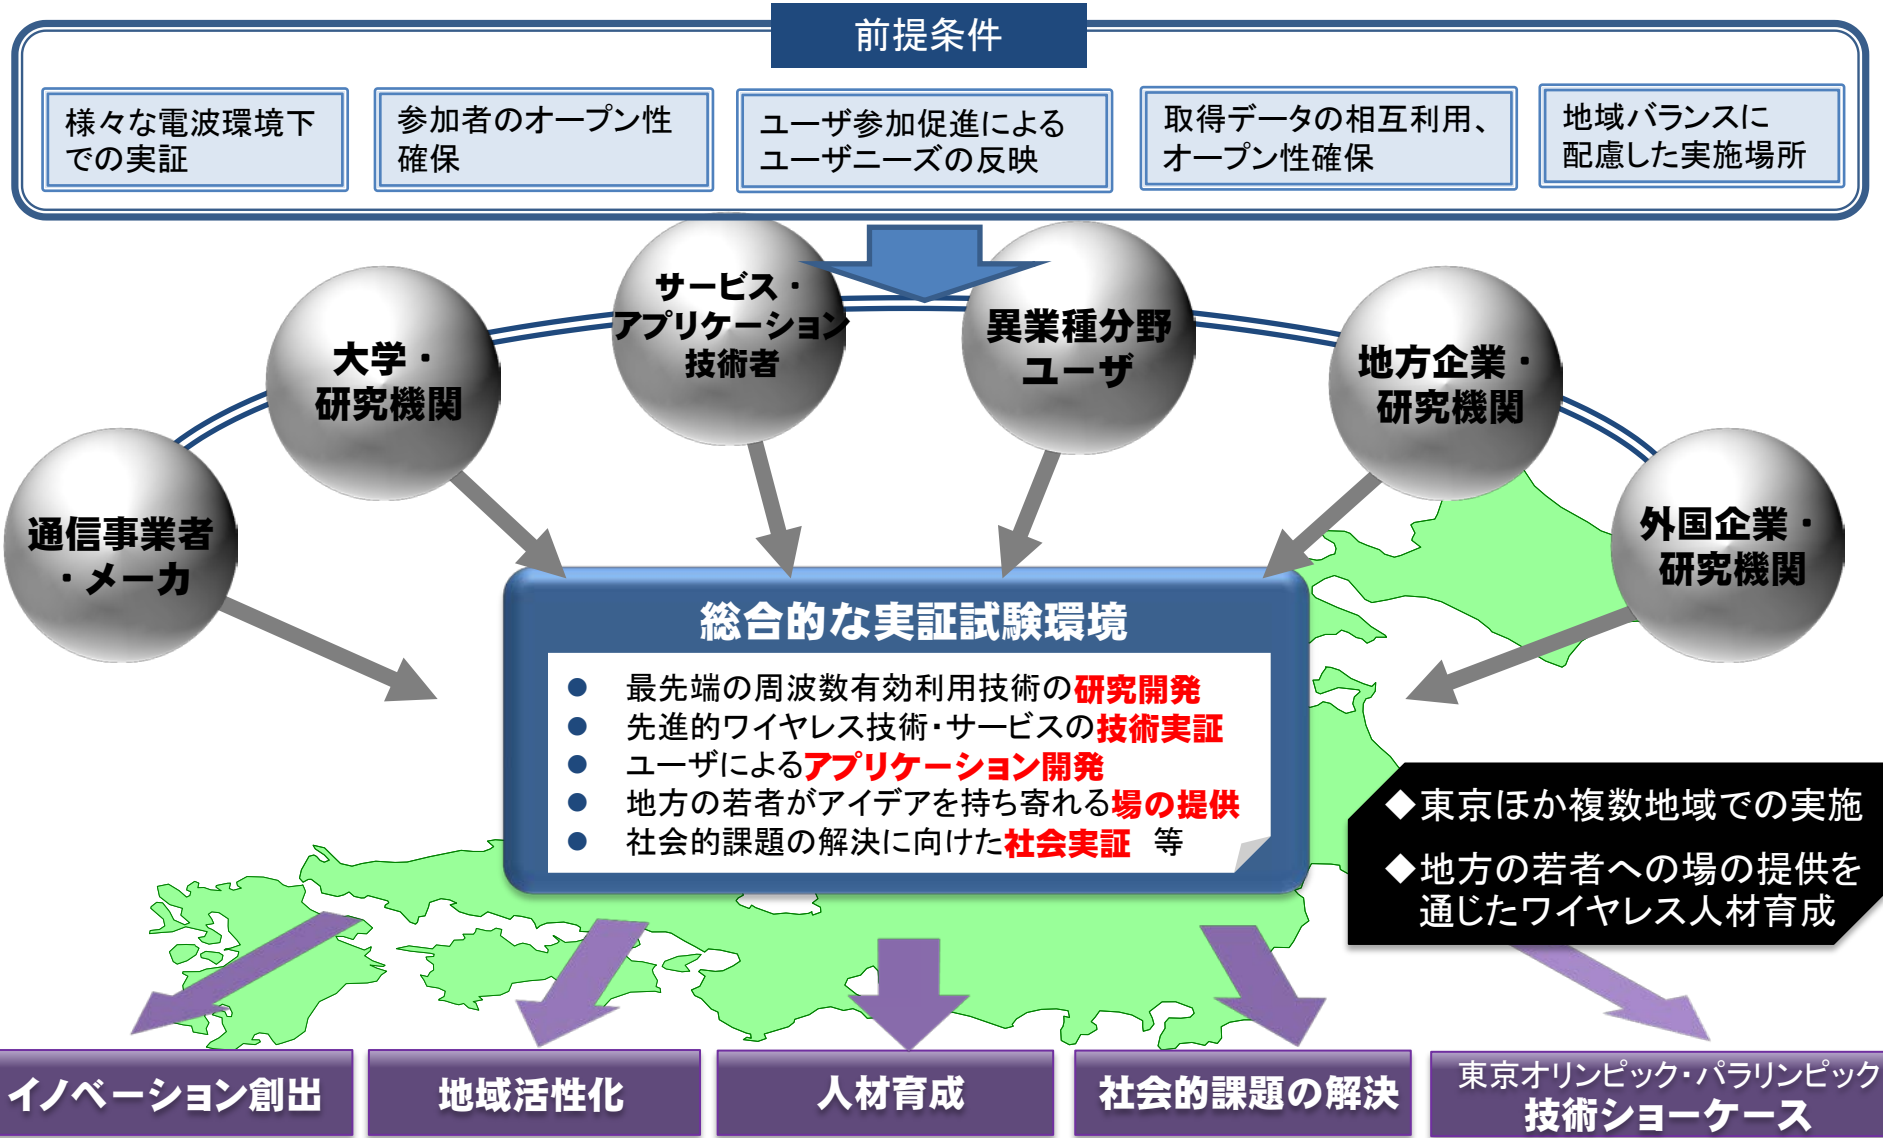 前提条件
様々な電波環境下
での実証
参加者のオープン性
確保
ユーザ参加促進による
ユーザニーズの反映
取得データの相互利用、
オープン性確保
地域バランスに
配慮した実施場所
通信事業者
・メーカ
大学・
研究機関
サービス・
アプリケーション
技術者
異業種分野
ユーザ
地方企業・
研究機関
外国企業・
研究機関
総合的な実証試験環境
● 最先端の周波数有効利用技術の研究開発
● 先進的ワイヤレス技術・サービスの技術実証
● ユーザによるアプリケーション開発
● 地方の若者がアイデアを持ち寄れる場の提供
● 社会的課題の解決に向けた社会実証 等
◆東京ほか複数地域での実施
◆地方の若者への場の提供を
通じたワイヤレス人材育成
イノベーション創出
地域活性化
人材育成
社会的課題の解決
東京オリンピック・パラリンピック
技術ショーケース